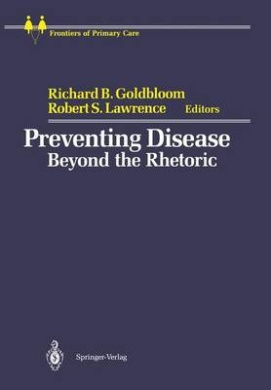 Frontiers of Primary Care
Richard B. Goldbloom
Robert S. Lawrence Editors
Preventing Disease
Beyond the Rhetoric
Springer-Verlag